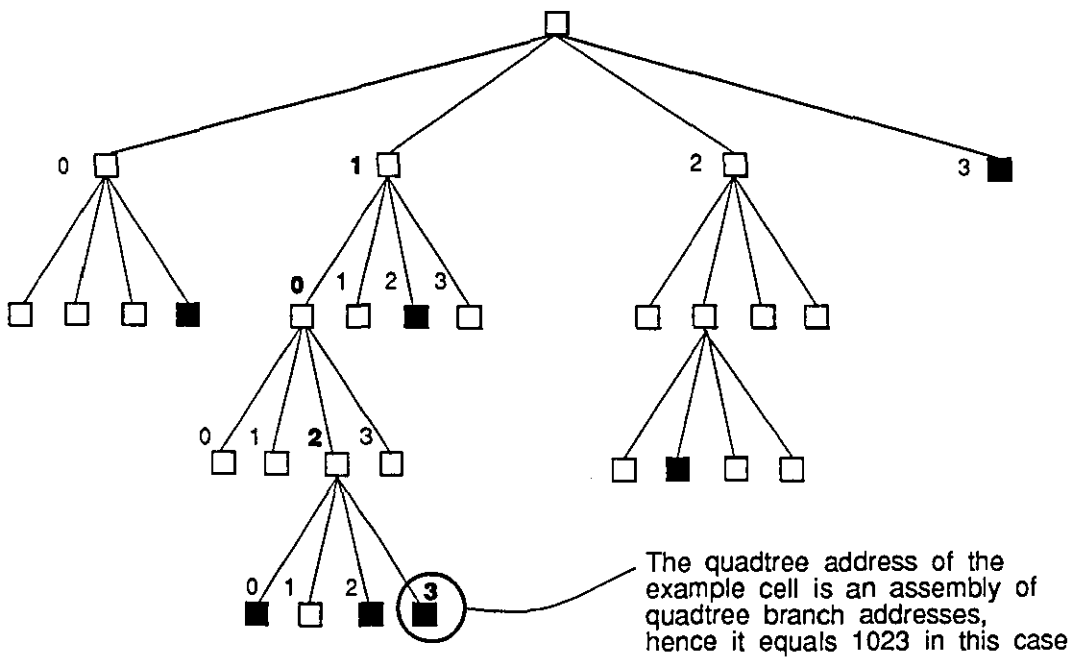 0 1 2 3
0 1 2 3
0 1 2 3
0 1 2 3
The quadtree address of the
example cell is an assembly of
quadtree branch addresses,
hence it equals 1023 in this case